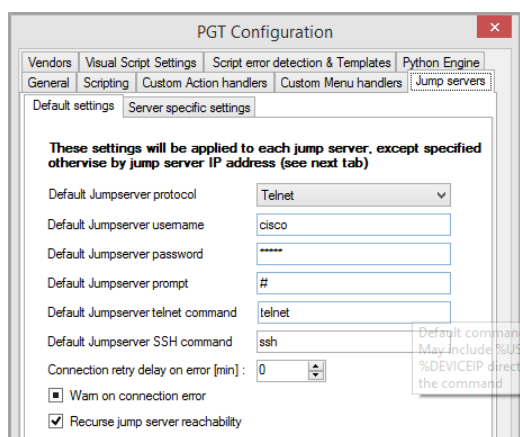 PGT Configuration
Vendors Visual Script Settings Script error detection & Templates Python Engine
General Scripting Custom Action handlers Custom Menu handlers Jump servers
Default settings Server specific settings
These settings will be applied to each jump server, except specified
othervise by jump server IP address (see next tab)
Default Jumpserver protocol Telnet
Default Jumpserver username cisco
Default Jumpserver password *****
Default Jumpserver prompt #
Default Jumpserver telnet command telnet
Default Jumpserver SSH command ssh
Default comman
May include %US
%DEVICEIP direct
the command
Connection retry delay on error [min] : 0
Warn on connection error
Recurse jump server reachability